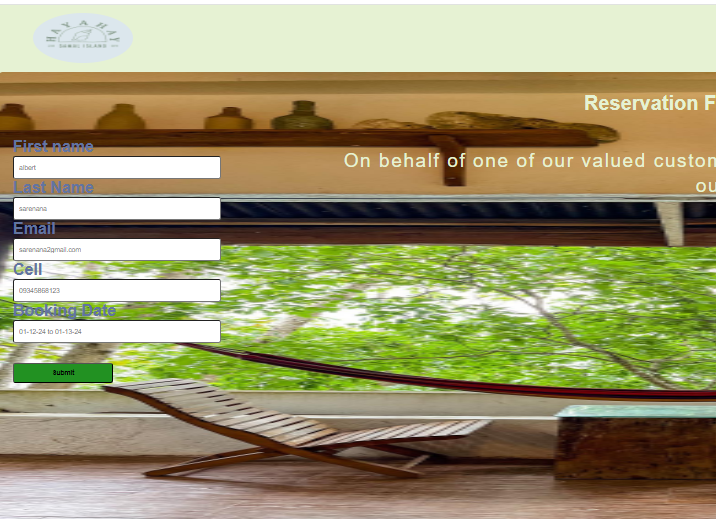 HAYAHAY
SAMAL ISLAND
Reservation F
On behalf of one of our valued custom
ou
First name
albert
Last Name
sarenana
Email
sarenana2gmail.com
Cell
09345868123
Booking Date
01-12-24 to 01-13-24
Submit